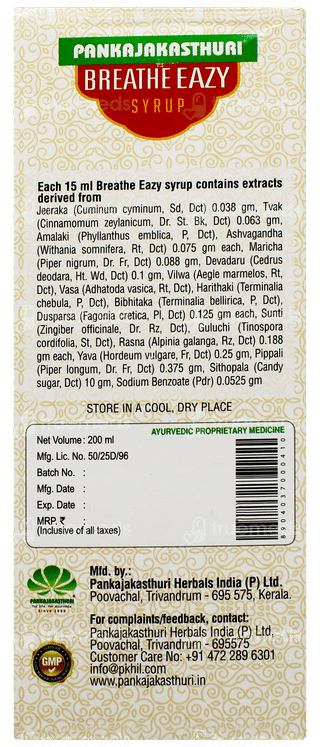 PANKAJAKASTHURI®
BREATHE EAZY
SYRUP
Each 15 ml Breathe Eazy syrup contains extracts
derived from
Jeeraka (Cuminum cyminum, Sd, Dct) 0.038 gm, Tvak
(Cinnamomum zeylanicum, Dr. St. Bk, Dct) 0.063 gm,
Amalaki (Phyllanthus emblica, P, Dct), Ashvagandha
(Withania somnifera, Rt, Dct) 0.075 gm each, Maricha
(Piper nigrum, Dr. Fr, Dct) 0.088 gm, Devadaru (Cedrus
deodara, Ht. Wd, Dct) 0.1 gm, Vilwa (Aegle marmelos, Rt,
Dct), Vasa (Adhatoda vasica, Rt, Dct), Harithaki (Terminalia
chebula, P, Dct), Bibhitaka (Terminalia bellirica, P, Dct),
Dusparsa (Fagonia cretica, Pl, Dct) 0.125 gm each, Sunti
(Zingiber officinale, Dr. Rz, Dct), Guluchi (Tinospora
cordifolia, St, Dct), Rasna (Alpinia galanga, Rz, Dct) 0.188
gm each, Yava (Hordeum vulgare, Fr, Dct) 0.25 gm, Pippali
(Piper longum, Dr. Fr, Dct) 0.375 gm, Sithopala (Candy
sugar, Dct) 10 gm, Sodium Benzoate (Pdr) 0.0525 gm
STORE IN A COOL, DRY PLACE
AYURVEDIC PROPRIETARY MEDICINE
Net Volume : 200 ml
Mfg. Lic. No. 50/25D/96
Batch No. :
Mfg. Date :
Exp. Date :
MRP. ₹ :
(Inclusive of all taxes)
8904037000410
Mfd. by.:
Pankajakasthuri Herbals India (P) Ltd.
Poovachal, Trivandrum - 695 575, Kerala.
PANKAJAKASTHURI
For complaints/feedback, contact:
Pankajakasthuri Herbals India (P) Ltd,
Poovachal, Trivandrum - 695575
Customer Care No: +91 472 289 6301
info@pkhil.com
www.pankajakasthuri.in
GMP